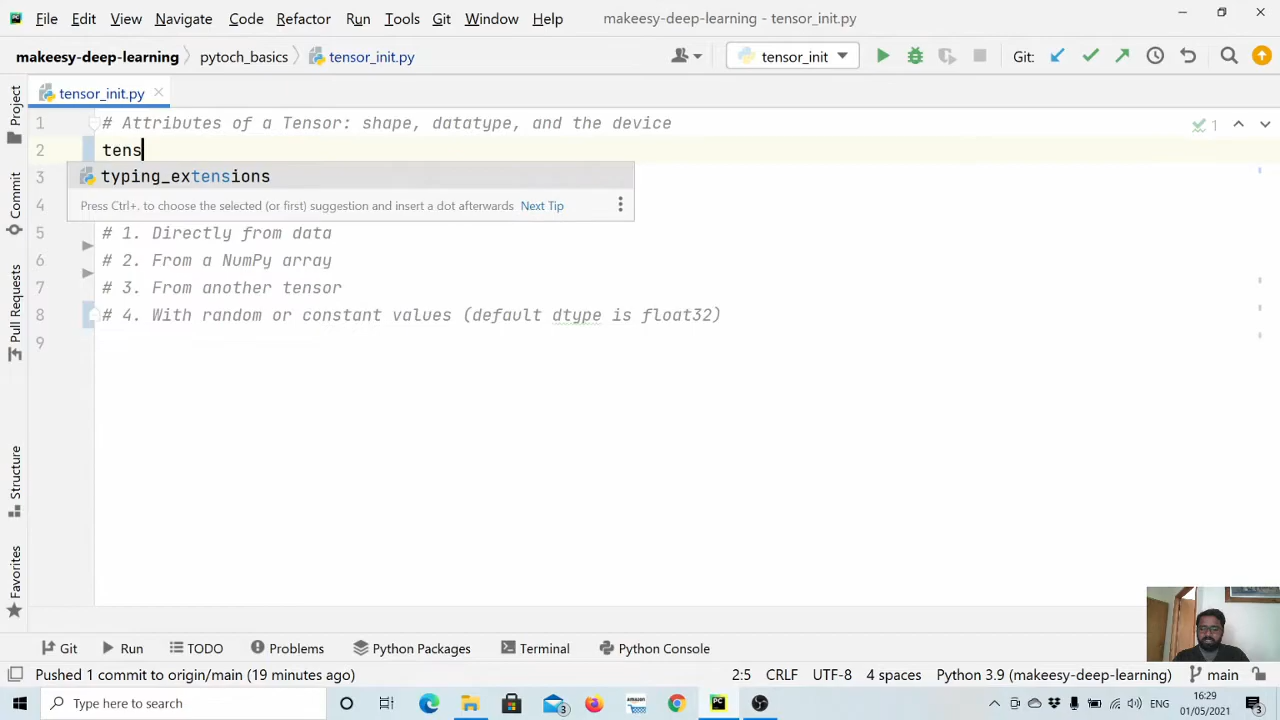 File Edit View Navigate Code Refactor Run Tools Git Window Help makeesy-deep-learning - tensor_init.py
makeesy-deep-learning pytoch_basics tensor_init.py tensor_init Git:
tensor_init.py
Project
Commit
Pull Requests
Structure
Favorites
1 # Attributes of a Tensor: shape, datatype, and the device
1
2 tens
3
typing_extensions
4
Press Ctrl+. to choose the selected (or first) suggestion and insert a dot afterwards Next Tip
5 # 1. Directly from data
6 # 2. From a NumPy array
7 # 3. From another tensor
8 # 4. With random or constant values (default dtype is float32)
9
Git Run TODO Problems Python Packages Terminal Python Console
Pushed 1 commit to origin/main (19 minutes ago) 2:5 CRLF UTF-8 4 spaces Python 3.9 (makeesy-deep-learning) main
Type here to search
amazon
3
PC
16:29
01/05/2021
3